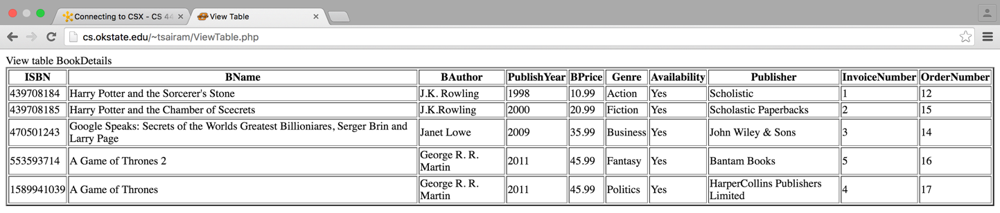 Connecting to CSX - CS 44
View Table
cs.okstate.edu/~tsairam/ViewTable.php
View table BookDetails
ISBN BName BAuthor PublishYear BPrice Genre Availability Publisher InvoiceNumber OrderNumber
439708184 Harry Potter and the Sorcerer's Stone J.K. Rowling 1998 10.99 Action Yes Scholistic 1 12
439708185 Harry Potter and the Chamber of Scecrets J.K.Rowling 2000 20.99 Fiction Yes Scholastic Paperbacks 2 15
470501243 Google Speaks: Secrets of the Worlds Greatest Billioniares, Serger Brin and
Larry Page Janet Lowe 2009 35.99 Business Yes John Wiley & Sons 3 14
553593714 A Game of Thrones 2 George R. R.
Martin 2011 45.99 Fantasy Yes Bantam Books 5 16
1589941039 A Game of Thrones George R. R.
Martin 2011 45.99 Politics Yes HarperCollins Publishers
Limited 4 17